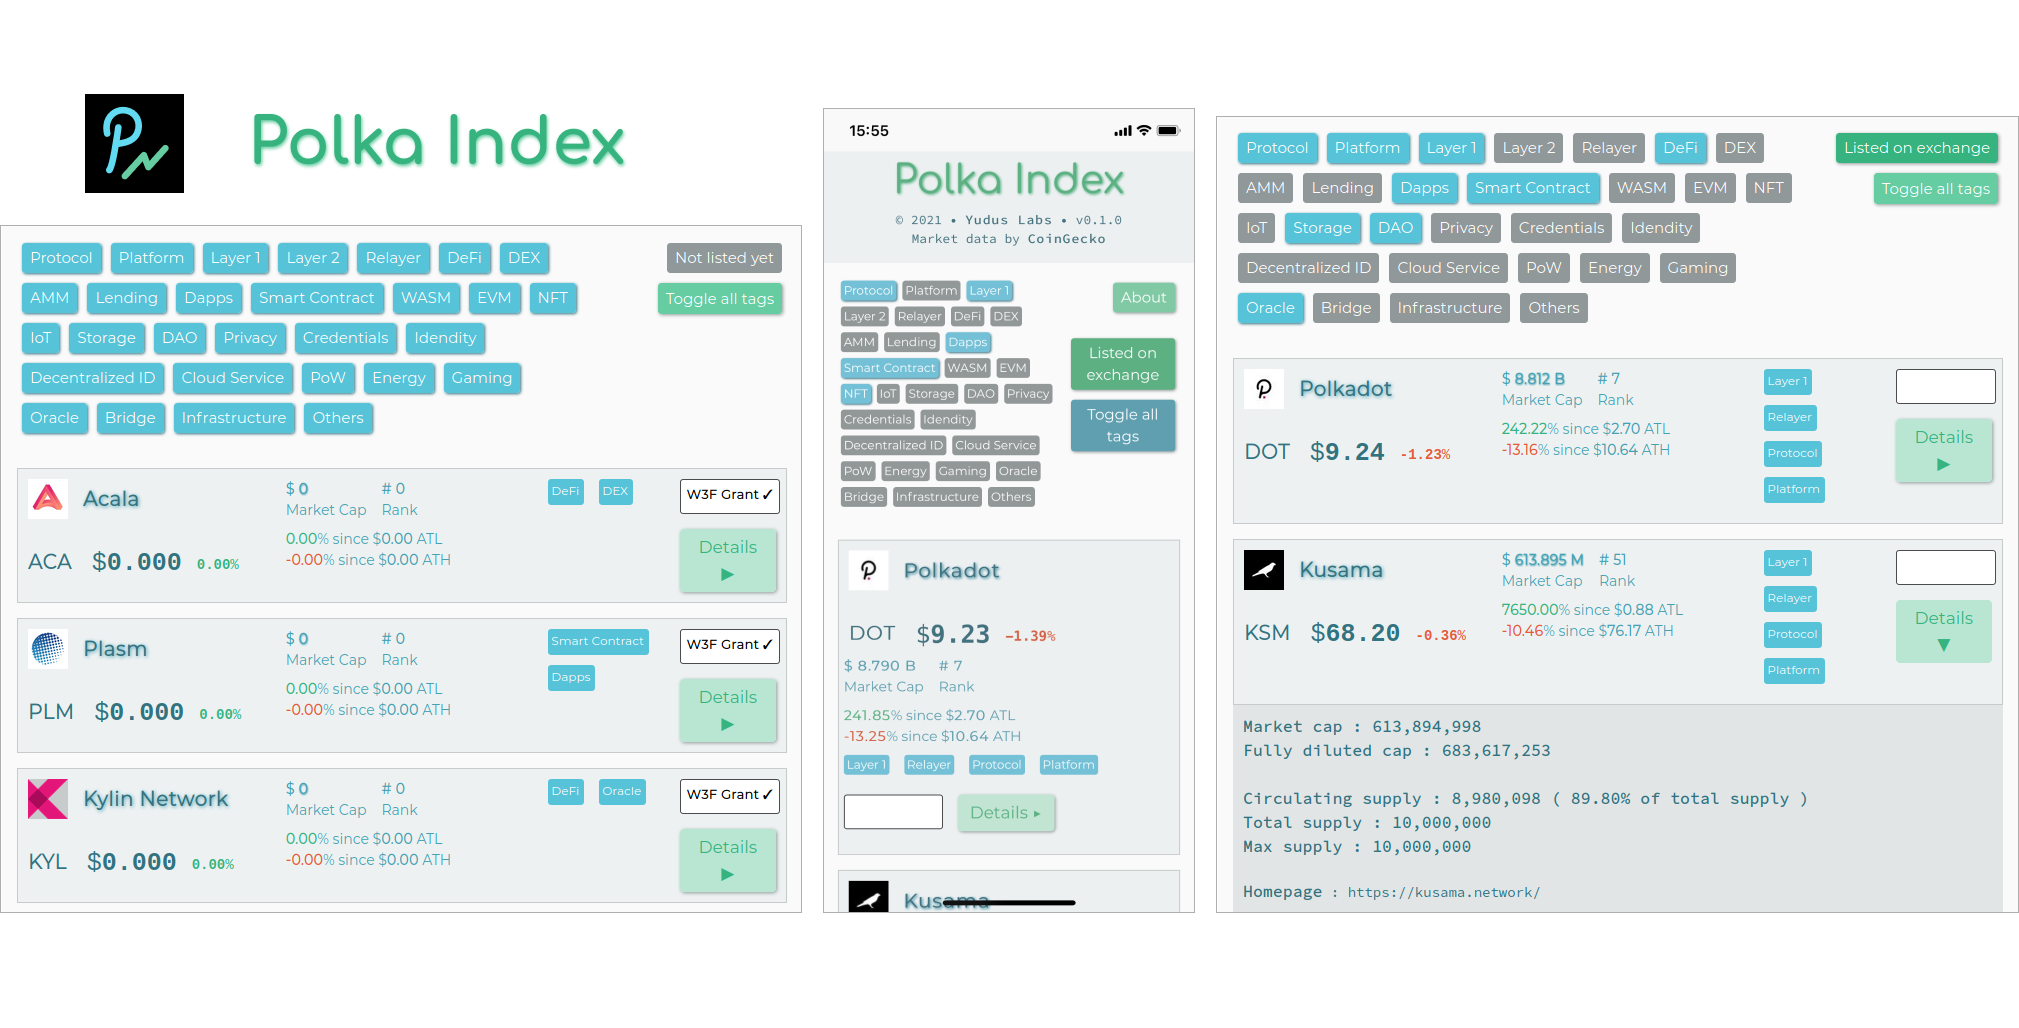 Polka Index
Protocol Platform Layer 1 Layer 2 Relayer DeFi DEX
Not listed yet
AMM Lending Dapps Smart Contract WASM EVM NFT
Toggle all tags
IoT Storage DAO Privacy Credentials Idendity
Decentralized ID Cloud Service PoW Energy Gaming
Oracle Bridge Infrastructure Others
Acala
$ 0 # 0
Market Cap Rank
DeFi DEX
W3F Grant ✓
ACA $0.000 0.00%
0.00% since $0.00 ATL
-0.00% since $0.00 ATH
Details
▶
Plasm
$ 0 # 0
Market Cap Rank
Smart Contract
Dapps
W3F Grant ✓
PLM $0.000 0.00%
0.00% since $0.00 ATL
-0.00% since $0.00 ATH
Details
▶
Kylin Network
$ 0 # 0
Market Cap Rank
DeFi Oracle
W3F Grant ✓
KYL $0.000 0.00%
0.00% since $0.00 ATL
-0.00% since $0.00 ATH
Details
▶
15:55
Polka Index
© 2021 • Yudus Labs • v0.1.0
Market data by CoinGecko
Protocol Platform Layer 1
Layer 2 Relayer DeFi DEX
AMM Lending Dapps
Smart Contract WASM EVM
NFT IoT Storage DAO Privacy
Credentials Idendity
Decentralized ID Cloud Service
PoW Energy Gaming Oracle
Bridge Infrastructure Others
About
Listed on
exchange
Toggle all
tags
Polkadot
DOT $9.23 -1.39%
$ 8.790 B # 7
Market Cap Rank
241.85% since $2.70 ATL
-13.25% since $10.64 ATH
Layer 1 Relayer Protocol Platform
Details ▸
Kusama
Protocol Platform Layer 1 Layer 2 Relayer DeFi DEX
Listed on exchange
AMM Lending Dapps Smart Contract WASM EVM NFT
Toggle all tags
IoT Storage DAO Privacy Credentials Idendity
Decentralized ID Cloud Service PoW Energy Gaming
Oracle Bridge Infrastructure Others
Polkadot
$ 8.812 B # 7
Market Cap Rank
DOT $9.24 -1.23%
242.22% since $2.70 ATL
-13.16% since $10.64 ATH
Layer 1
Relayer
Protocol
Platform
Details
▶
Kusama
$ 613.895 M # 51
Market Cap Rank
KSM $68.20 -0.36%
7650.00% since $0.88 ATL
-10.46% since $76.17 ATH
Layer 1
Relayer
Protocol
Platform
Details
▼
Market cap : 613,894,998
Fully diluted cap : 683,617,253
Circulating supply : 8,980,098 ( 89.80% of total supply )
Total supply : 10,000,000
Max supply : 10,000,000
Homepage : https://kusama.network/